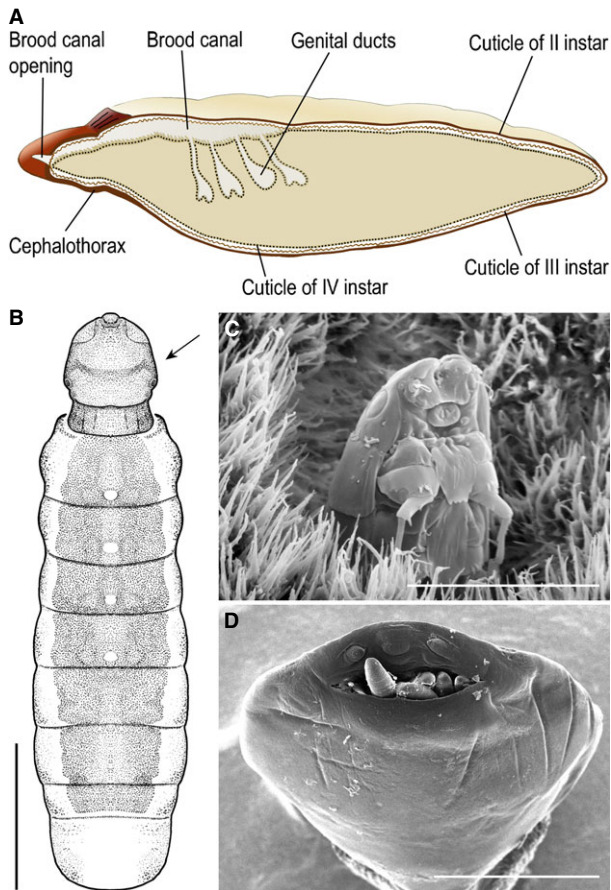 A
Brood canal opening
Brood canal
Genital ducts
Cuticle of II instar
Cephalothorax
Cuticle of IV instar
Cuticle of III instar
B
C
D